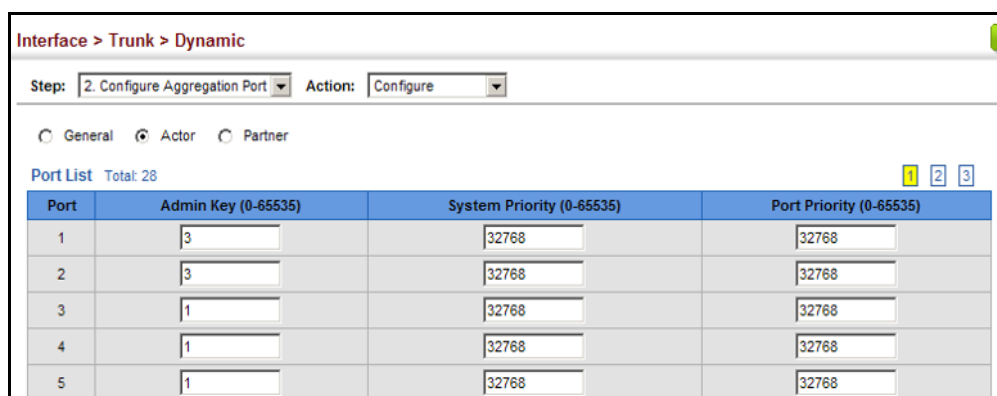 Interface > Trunk > Dynamic
Step: 2. Configure Aggregation Port Action: Configure
General Actor Partner
Port List Total: 28 1 2 3
Port Admin Key (0-65535) System Priority (0-65535) Port Priority (0-65535)
1 3 32768 32768
2 3 32768 32768
3 1 32768 32768
4 1 32768 32768
5 1 32768 32768